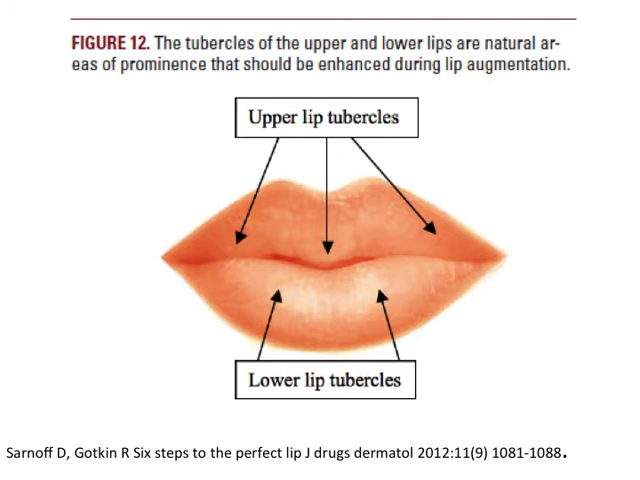 FIGURE 12. The tubercles of the upper and lower lips are natural ar-
eas of prominence that should be enhanced during lip augmentation.
Upper lip tubercles
Lower lip tubercles
Sarnoff D, Gotkin R Six steps to the perfect lip J drugs dermatol 2012:11(9) 1081-1088.